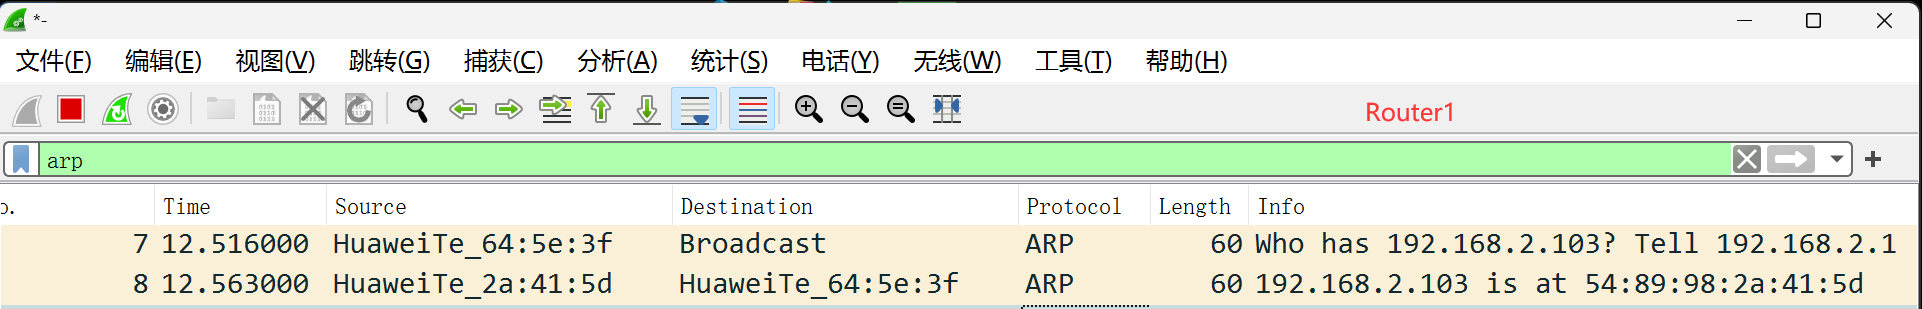 *-
文件(F) 编辑(E) 视图(V) 跳转(G) 捕获(C) 分析(A) 统计(S) 电话(Y) 无线(W) 工具(T) 帮助(H)
Router1
arp
o. Time Source Destination Protocol Length Info
7 12.516000 HuaweiTe_64:5e:3f Broadcast ARP 60 Who has 192.168.2.103? Tell 192.168.2.1
8 12.563000 HuaweiTe_2a:41:5d HuaweiTe_64:5e:3f ARP 60 192.168.2.103 is at 54:89:98:2a:41:5d